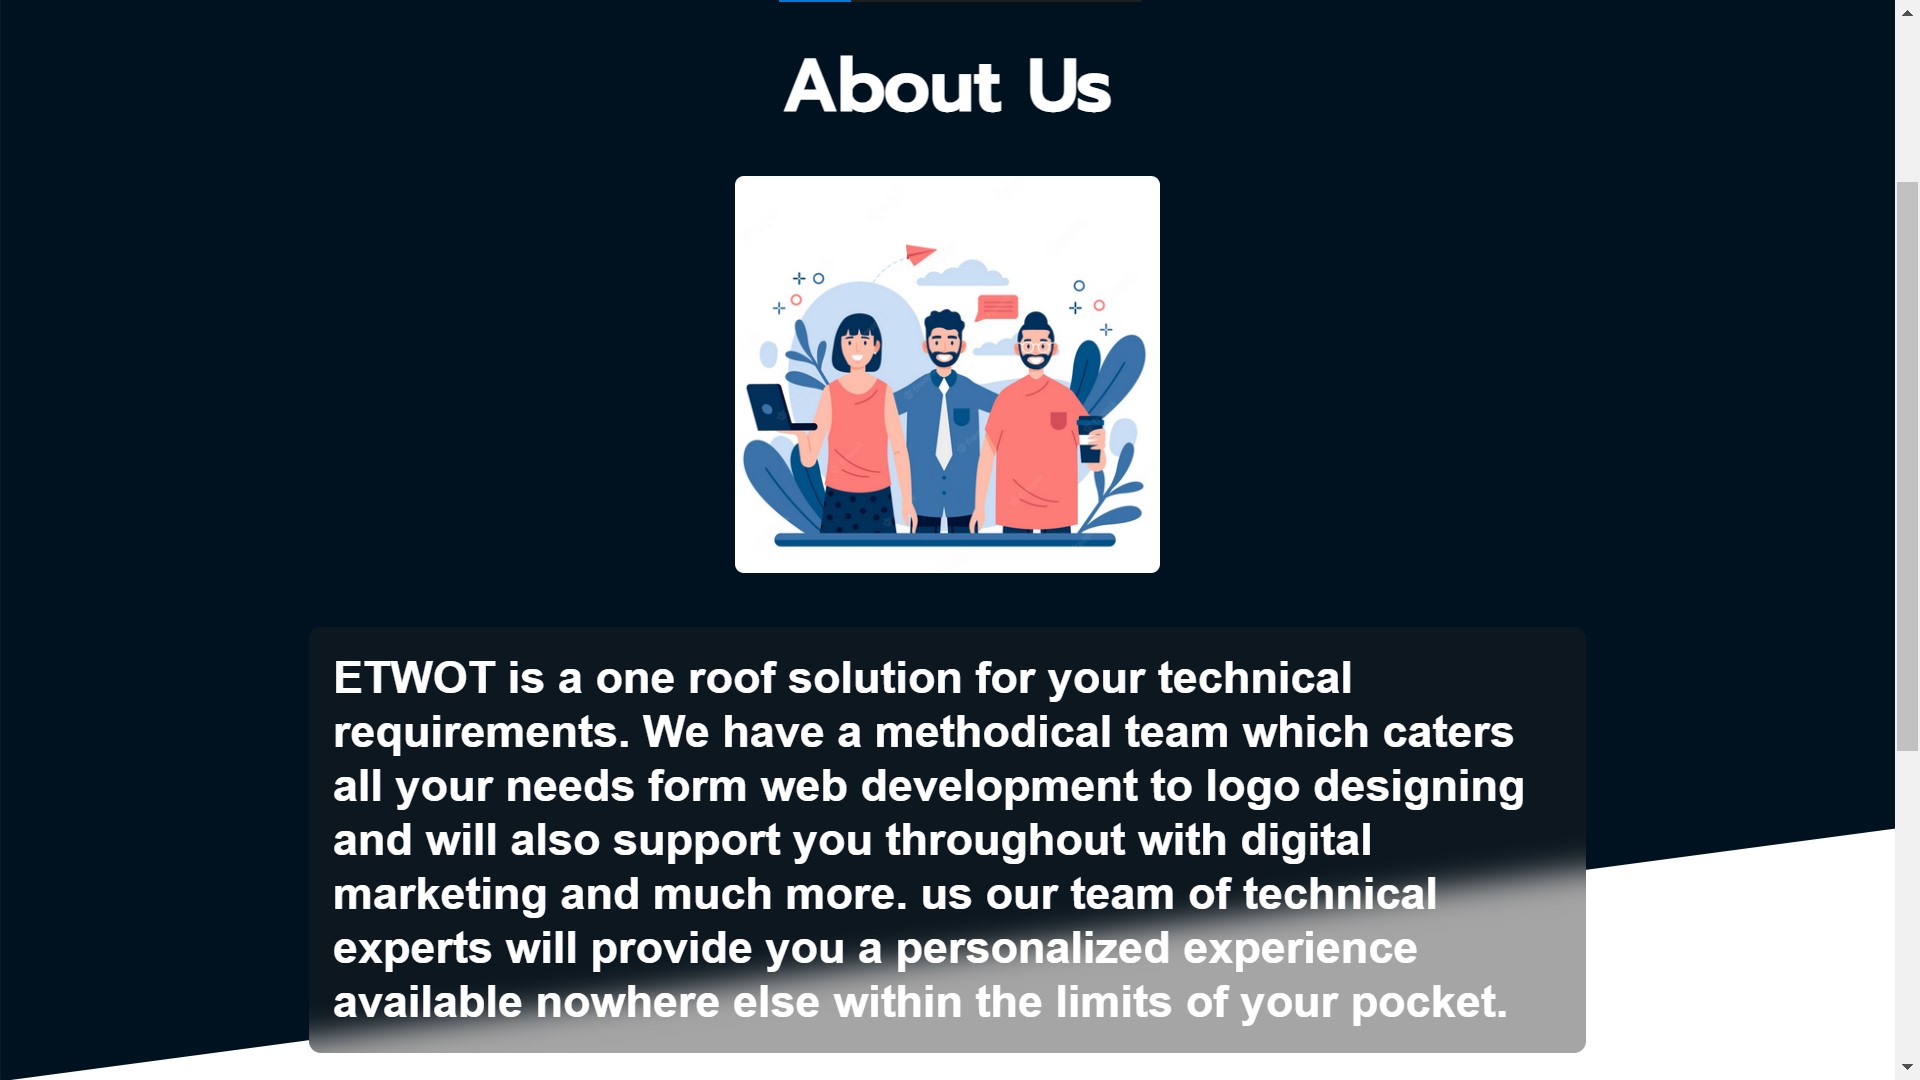 About Us
ETWOT is a one roof solution for your technical
requirements. We have a methodical team which caters
all your needs form web development to logo designing
and will also support you throughout with digital
marketing and much more. us our team of technical
experts will provide you a personalized experience
available nowhere else within the limits of your pocket.